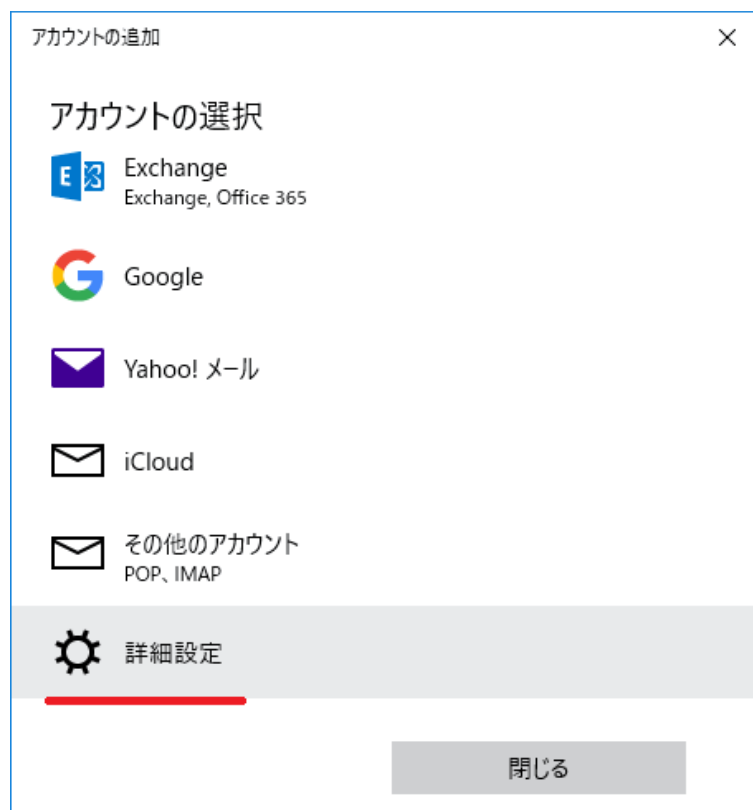 アカウントの追加
アカウントの選択
Exchange
Exchange, Office 365
Google
Yahoo! メール
iCloud
その他のアカウント
POP、IMAP
詳細設定
閉じる